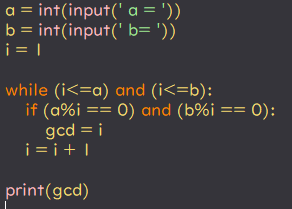 a = int(input(' a = '))
b = int(input(' b= '))
i = 1
while (i<=a) and (i<=b):
if (a%i == 0) and (b%i == 0):
gcd = i
i = i + 1
print(gcd)